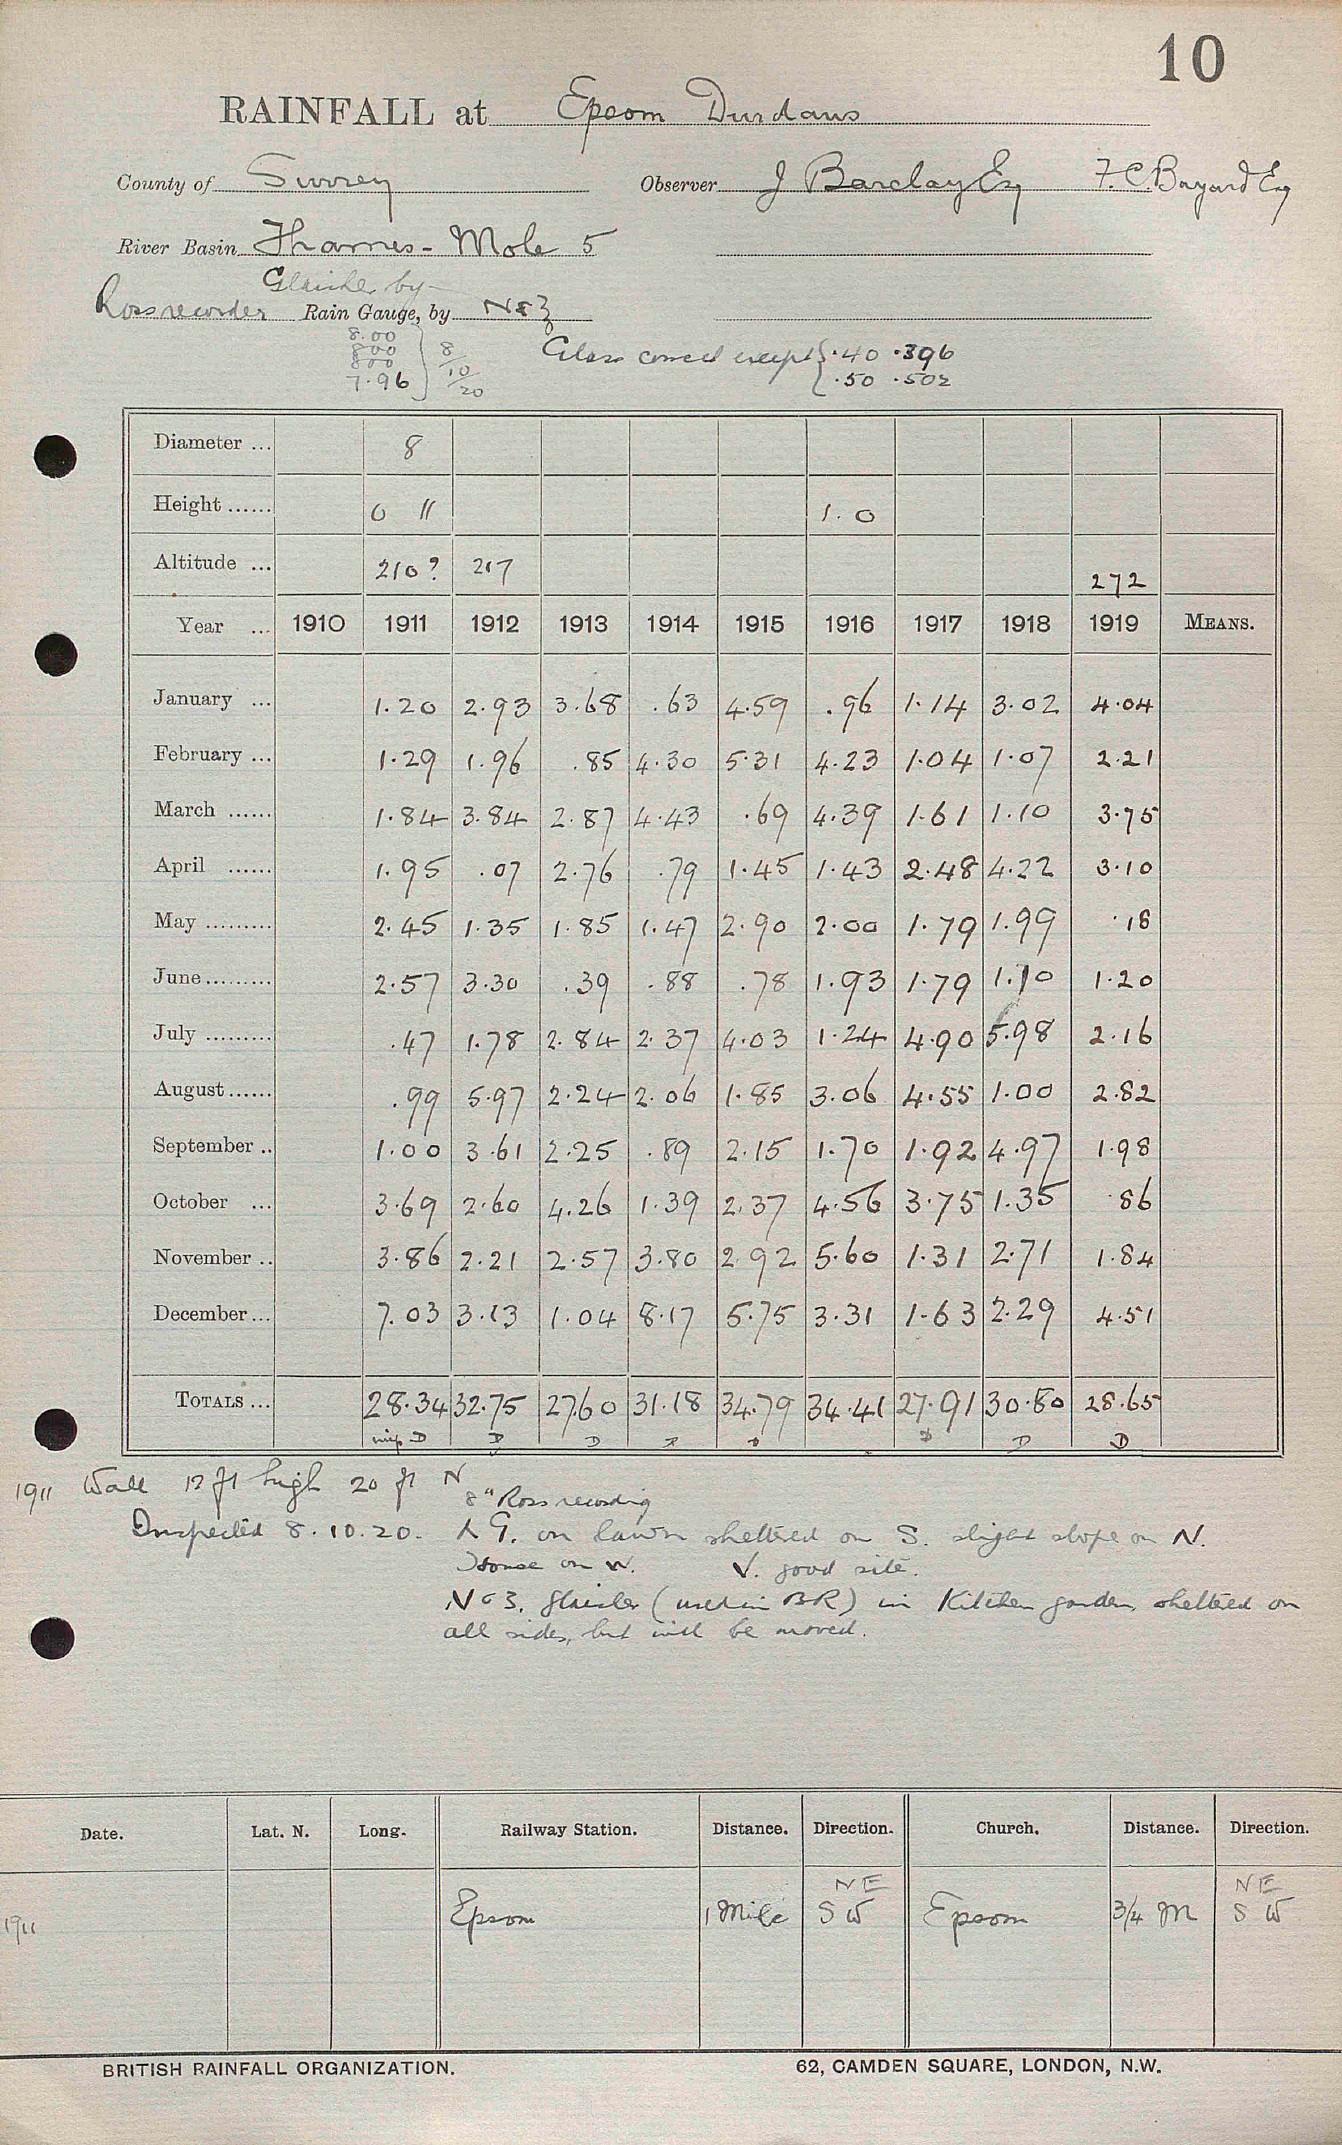 10
RAINFALL at Epsom Durdans
County of Surrey Observer J Barclay Esq F. C. Bayard Esq
River Basin Thames - Mole 5
Glaisher by
Ross recorder Rain Gauge, by N & Z
8.00
800
800
7.96
8/10/20
Glass correct except .40 .396
.50 .502
Diameter ... 8
Height ...... 0 11 1. 0
Altitude ... 210? 217 272
Year ... 1910 1911 1912 1913 1914 1915 1916 1917 1918 1919 MEANS.
January ... 1.20 2.93 3.68 .63 4.59 .96 1.14 3.02 4.04
February ... 1.29 1.96 .85 4.30 5.31 4.23 1.04 1.07 2.21
March ...... 1.84 3.84 2.87 4.43 .69 4.39 1.61 1.10 3.75
April ...... 1.95 .07 2.76 .79 1.45 1.43 2.48 4.22 3.10
May ......... 2.45 1.35 1.85 1.47 2.90 2.00 1.79 1.99 .18
June ......... 2.57 3.30 .39 .88 .78 1.93 1.79 1.10 1.20
July ......... .47 1.78 2.84 2.37 4.03 1.24 4.90 5.98 2.16
August ...... .99 5.97 2.24 2.06 1.85 3.06 4.55 1.00 2.82
September .. 1.00 3.61 2.25 .89 2.15 1.70 1.92 4.97 1.98
October ... 3.69 2.60 4.26 1.39 2.37 4.56 3.75 1.35 .86
November .. 3.86 2.21 2.57 3.80 2.92 5.60 1.31 2.71 1.84
December ... 7.03 3.13 1.04 8.17 5.75 3.31 1.63 2.29 4.51
TOTALS ... 28.34 32.75 27.60 31.18 34.79 34.41 27.91 30.80 28.65
D D D D D D D D
1911 Wall 12 ft high 20 ft N
8" Ross recording
Inspected 8.10.20. R G. on lawn sheltered on S. slight slope on N.
House on W. V. good site.
N & Z. glaisher (used in BR) in Kitchen garden, sheltered on
all sides, but will be moved.
Date. Lat. N. Long. Railway Station. Distance. Direction. Church. Distance. Direction.
NE NE
1911 Epsom 1 Mile SW Epsom 3/4 M SW
BRITISH RAINFALL ORGANIZATION. 62, CAMDEN SQUARE, LONDON, N.W.